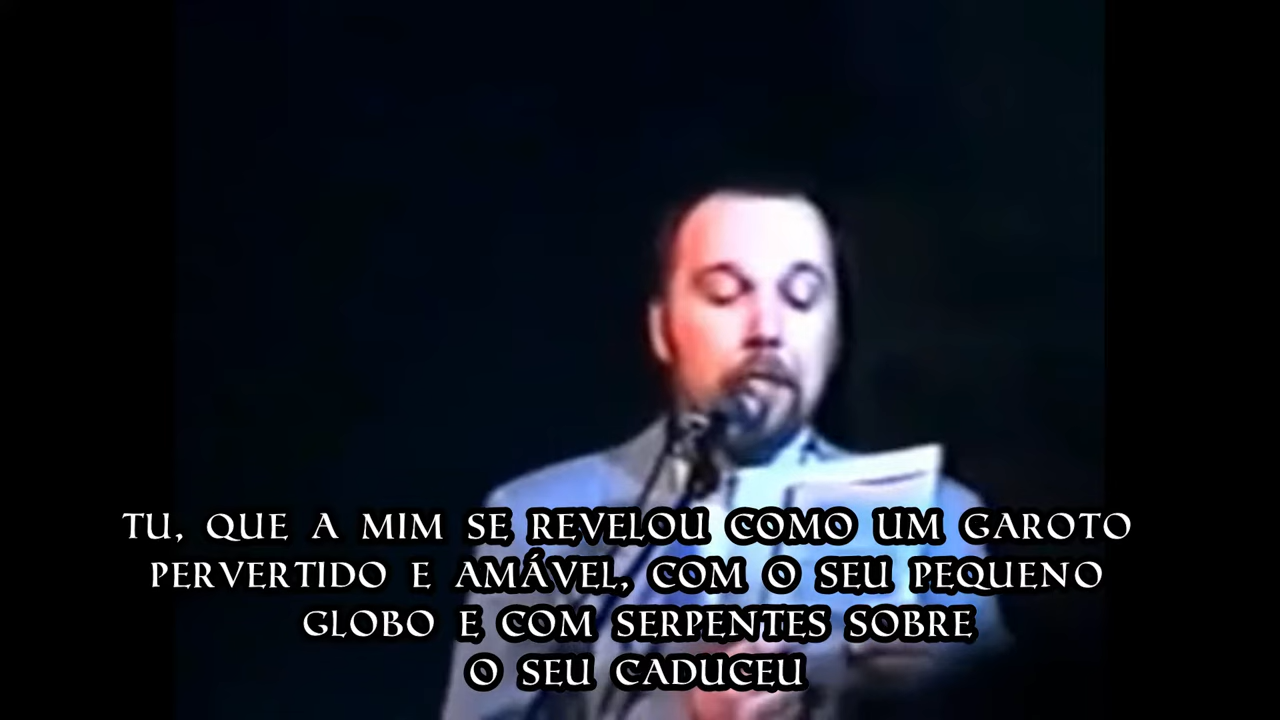 TU, QUE A MIM SE REVELOU COMO UM GAROTO
PERVERTIDO E AMÁVEL, COM O SEU PEQUENO
GLOBO E COM SERPENTES SOBRE
O SEU CADUCEU